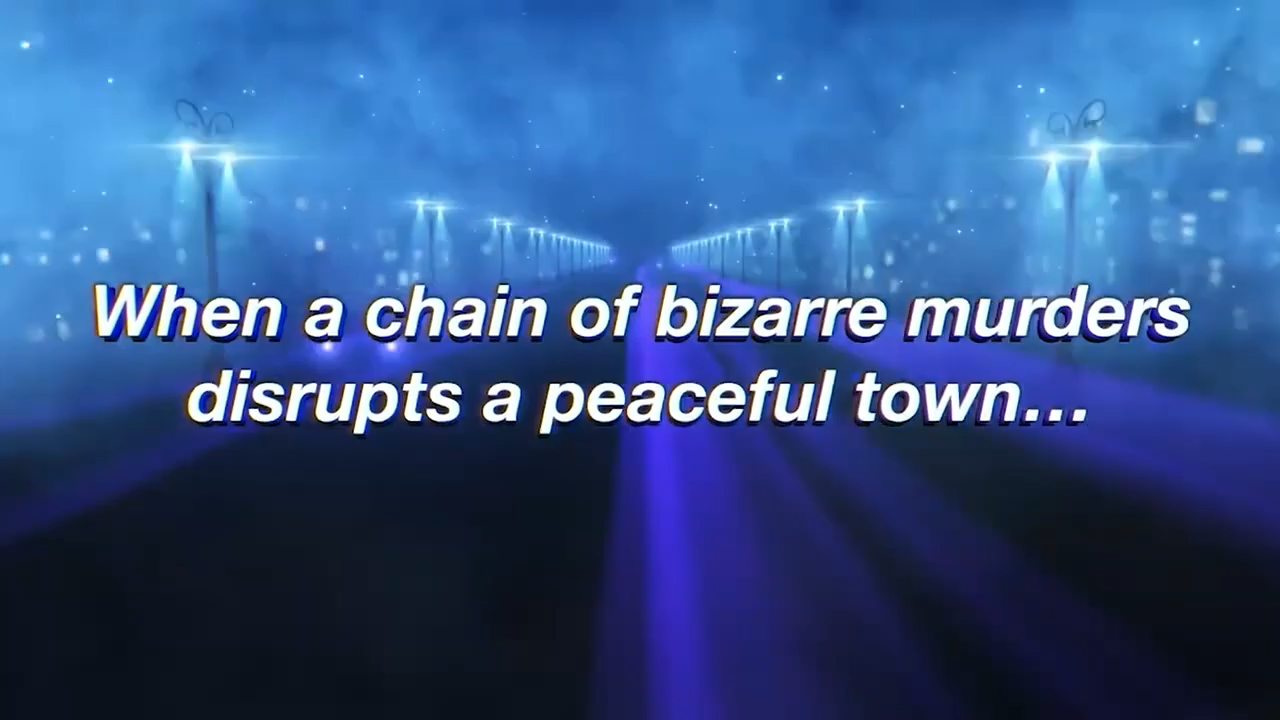 When a chain of bizarre murders
disrupts a peaceful town...